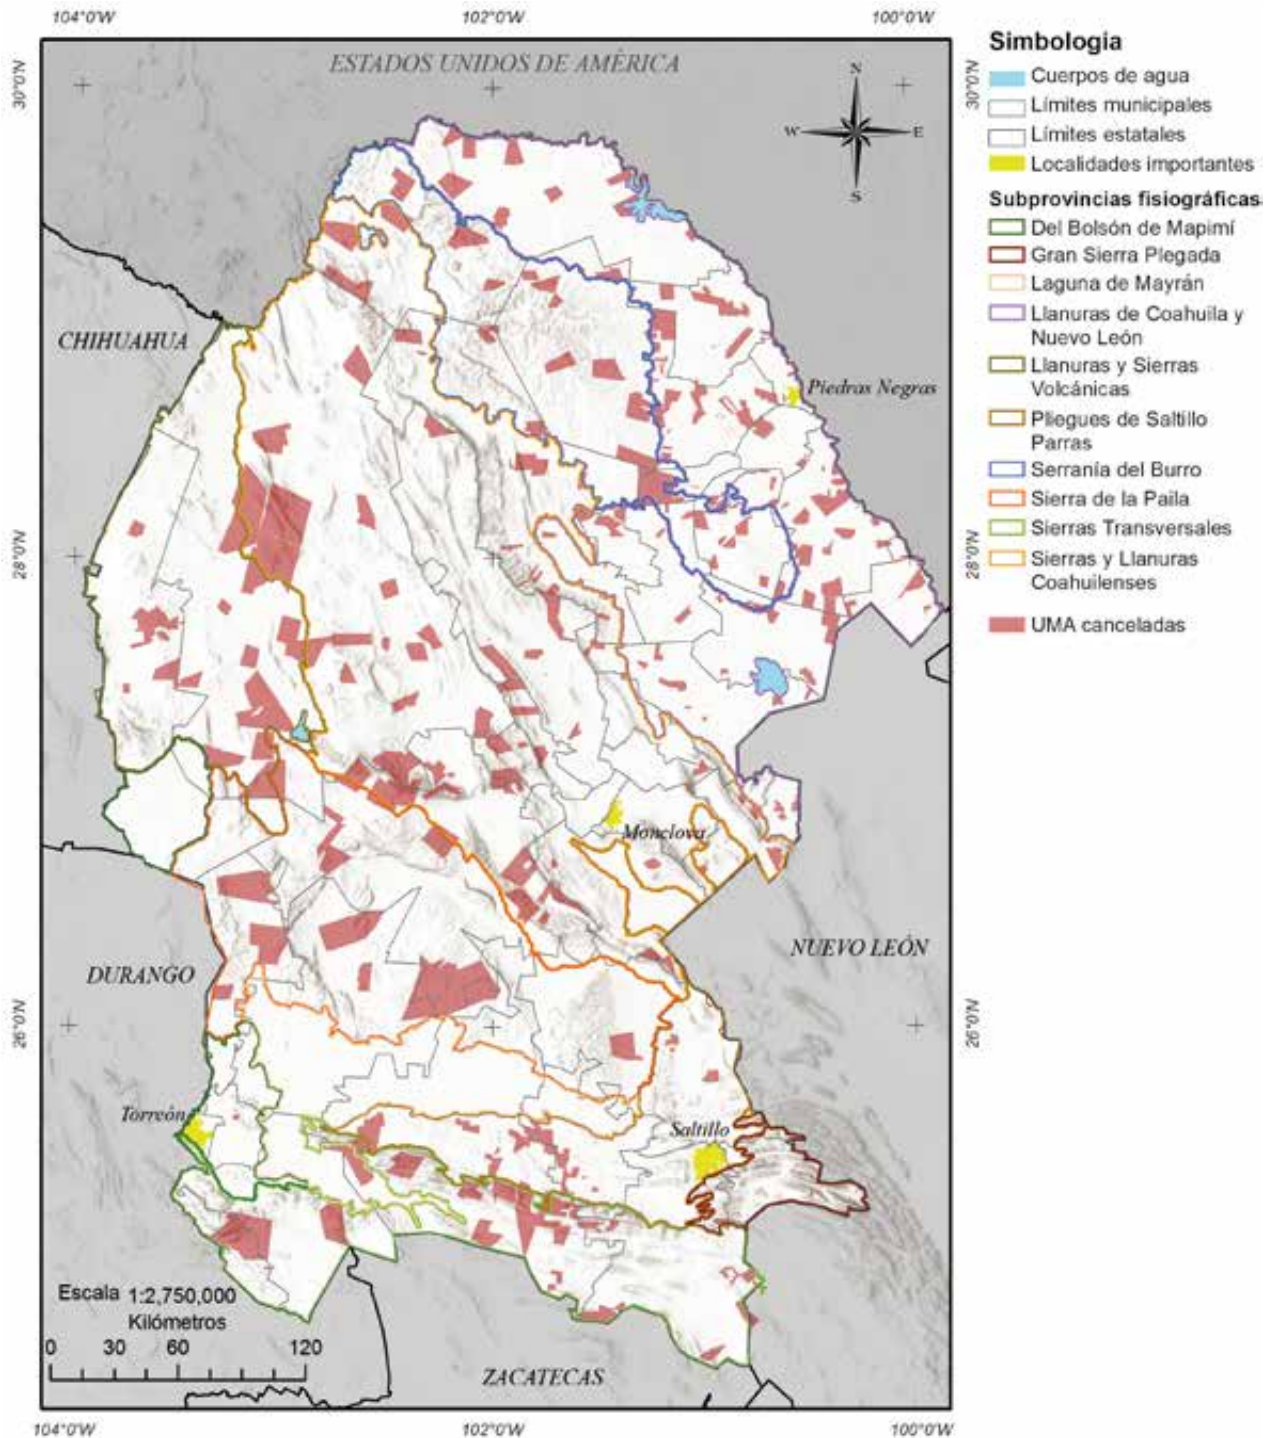 104°0'W 102°0'W 100°0'W
30°0'N
30°0'N
ESTADOS UNIDOS DE AMÉRICA
N
W E
S
CHIHUAHUA
Piedras Negras
28°0'N
28°0'N
Monclova
NUEVO LEÓN
DURANGO
26°0'N
26°0'N
Torreón
Saltillo
Escala 1:2,750,000
Kilómetros
0 30 60 120
ZACATECAS
104°0'W 102°0'W 100°0'W
Simbología
Cuerpos de agua
Límites municipales
Límites estatales
Localidades importantes
Subprovincias fisiográficas
Del Bolsón de Mapimí
Gran Sierra Plegada
Laguna de Mayrán
Llanuras de Coahuila y
Nuevo León
Llanuras y Sierras
Volcánicas
Pliegues de Saltillo
Parras
Serranía del Burro
Sierra de la Paila
Sierras Transversales
Sierras y Llanuras
Coahuilenses
UMA canceladas